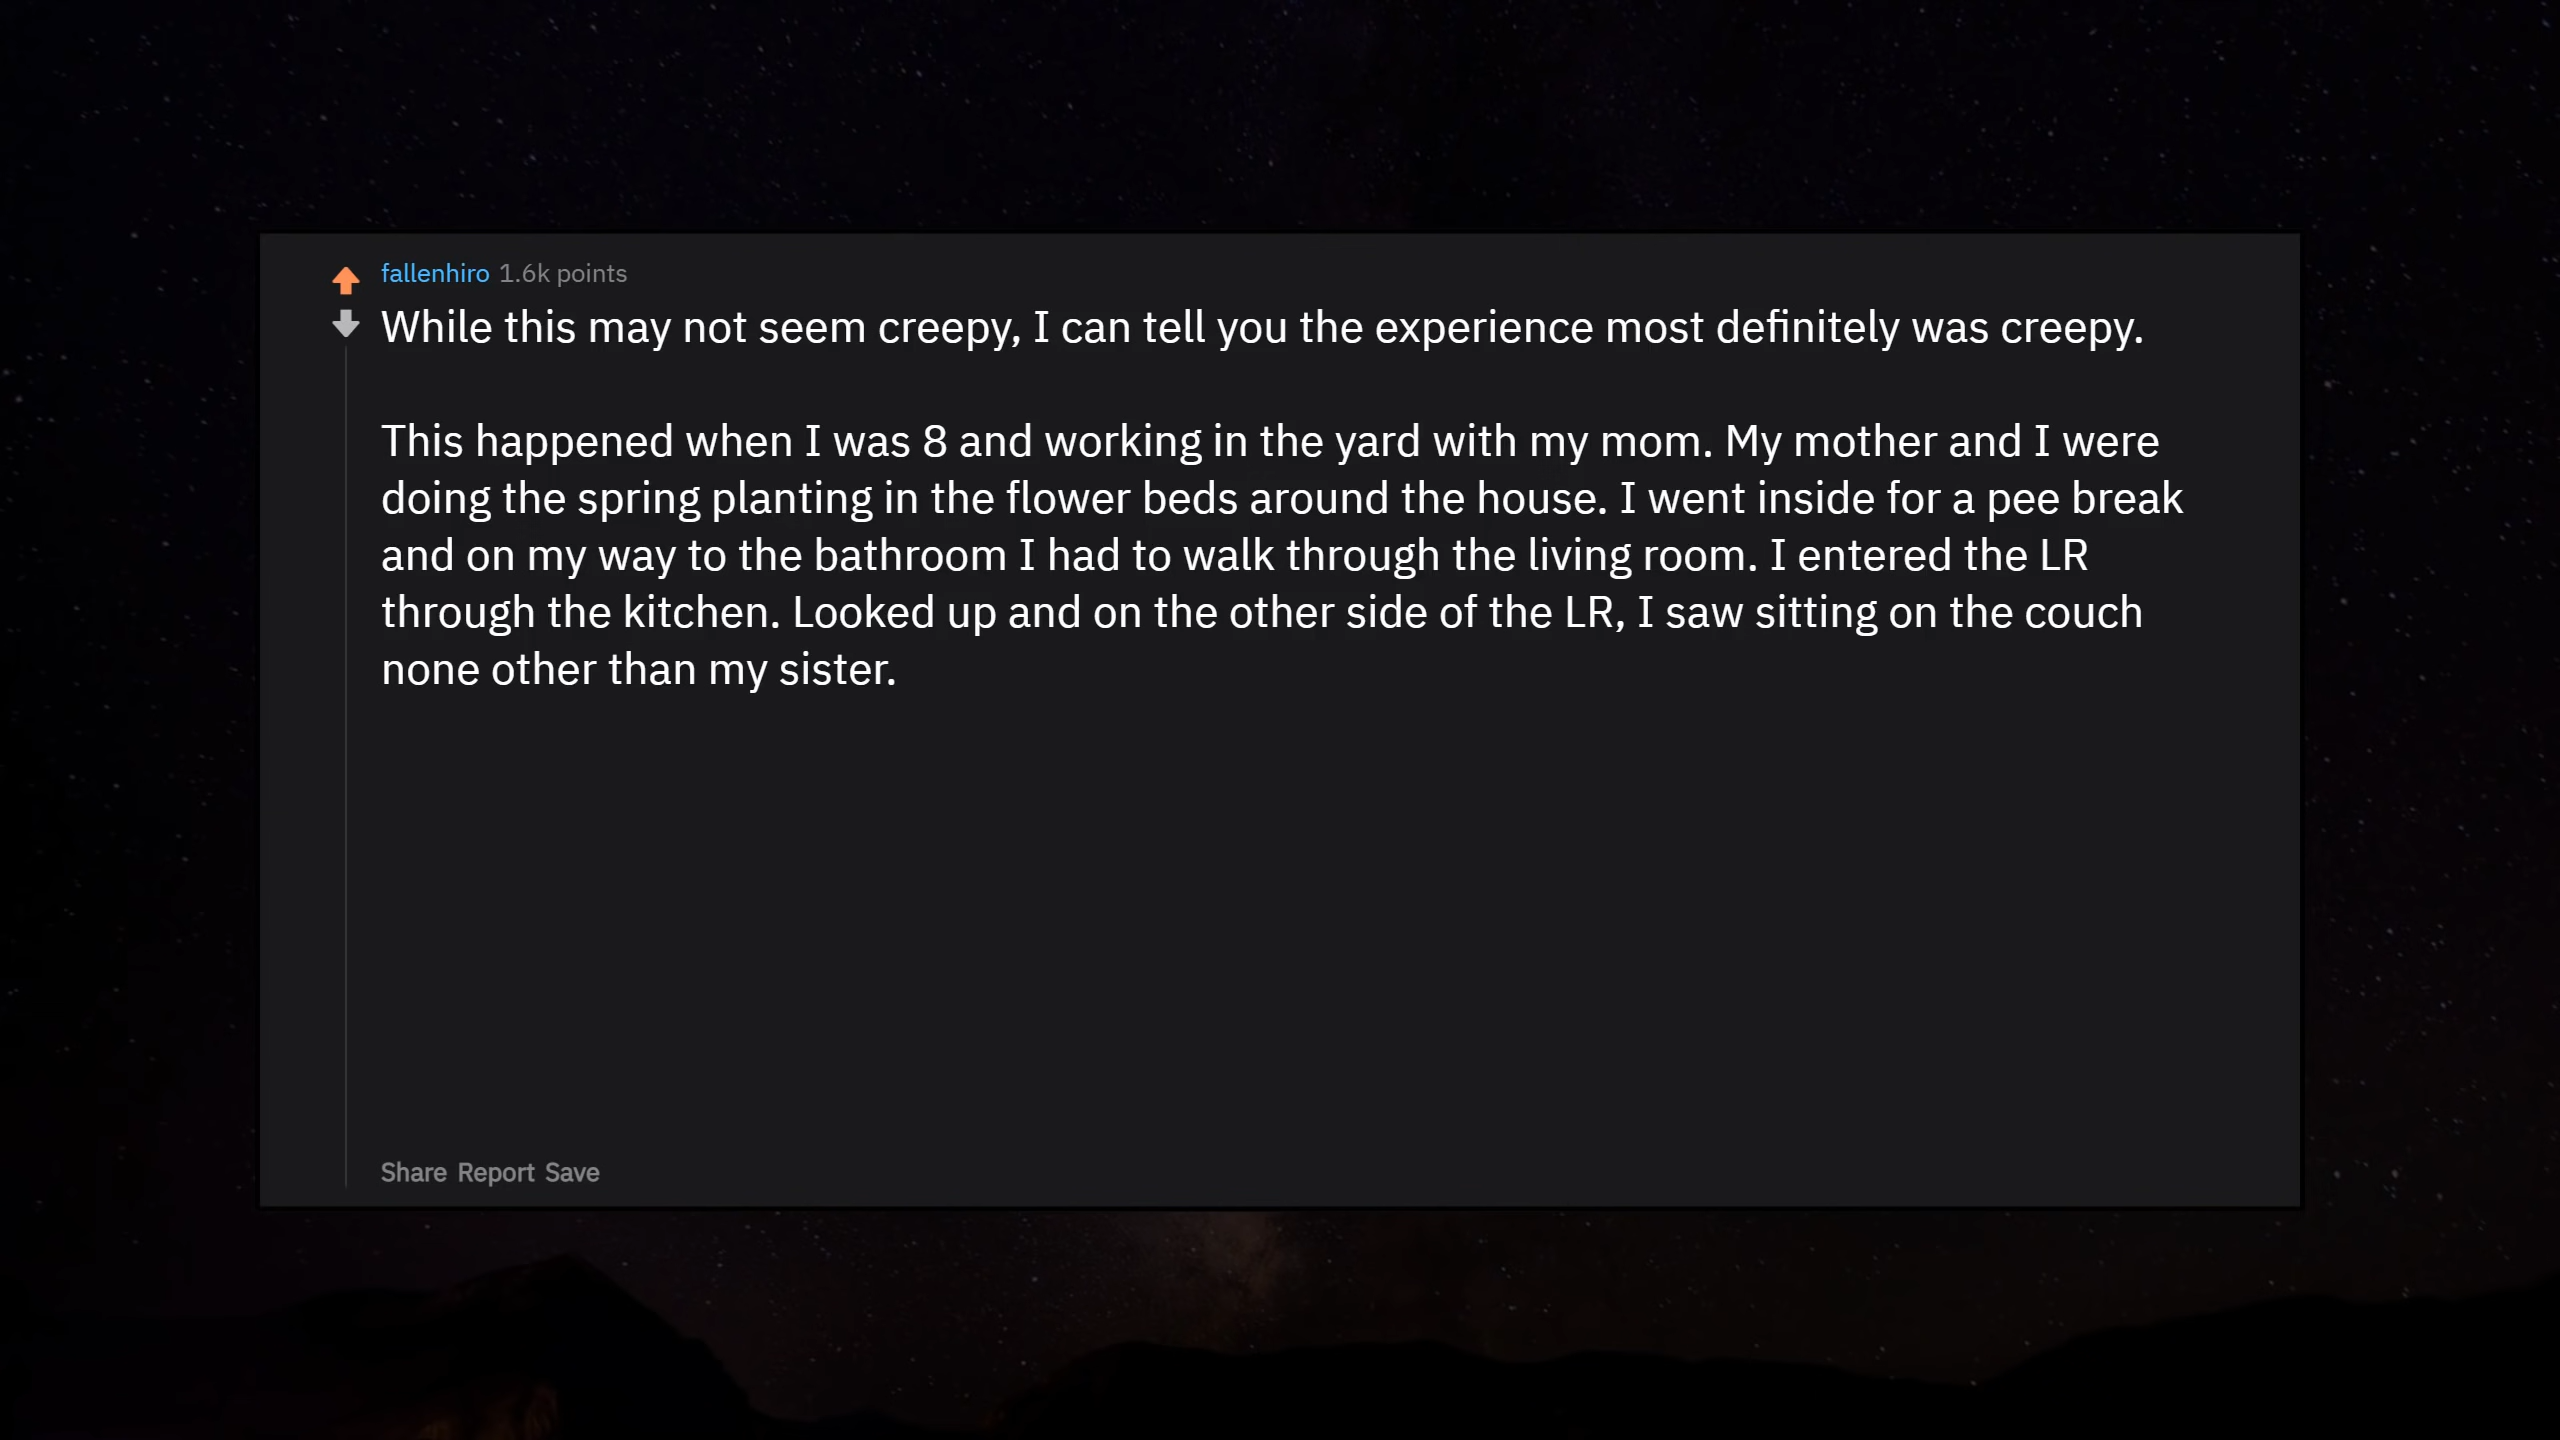 fallenhiro 1.6k points
While this may not seem creepy, I can tell you the experience most definitely was creepy.
This happened when I was 8 and working in the yard with my mom. My mother and I were
doing the spring planting in the flower beds around the house. I went inside for a pee break
and on my way to the bathroom I had to walk through the living room. I entered the LR
through the kitchen. Looked up and on the other side of the LR, I saw sitting on the couch
none other than my sister.
Share Report Save